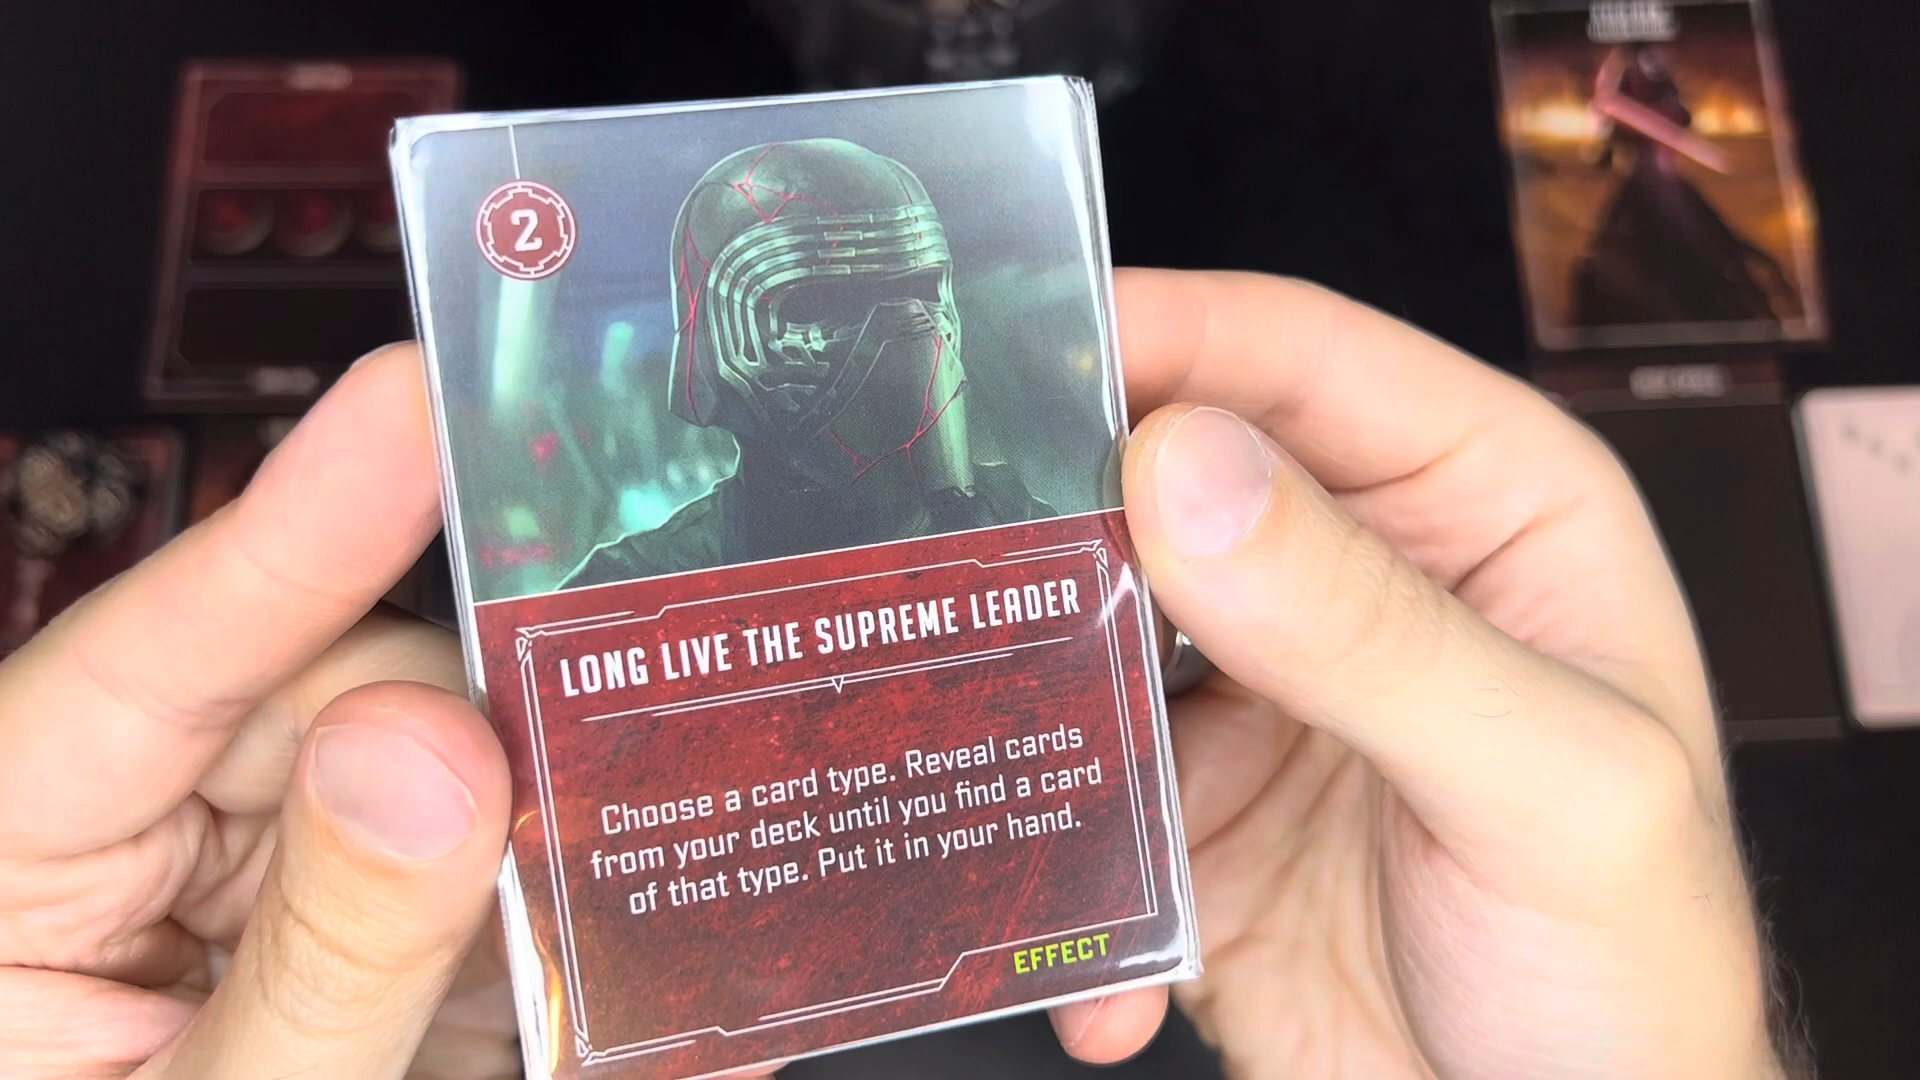 2
LONG LIVE THE SUPREME LEADER
Choose a card type. Reveal cards
from your deck until you find a card
of that type. Put it in your hand.
EFFECT